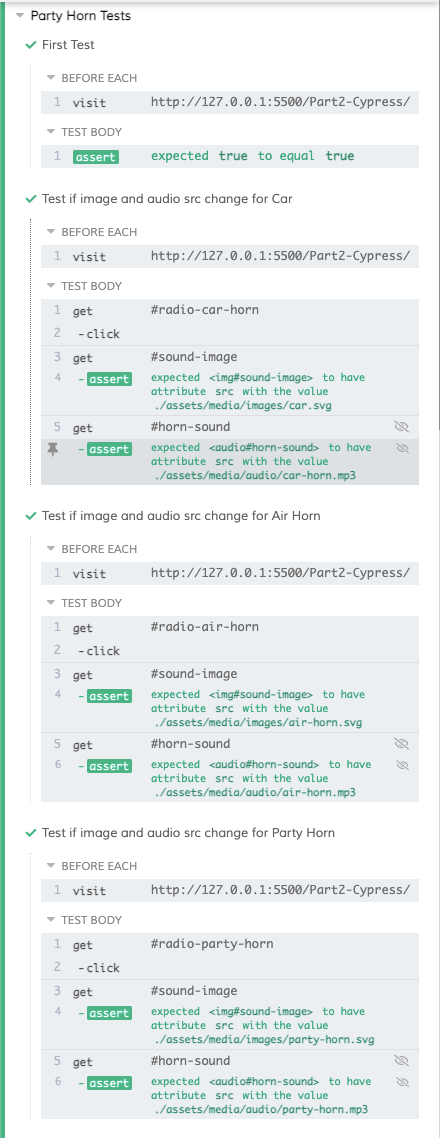 Party Horn Tests
First Test
BEFORE EACH
1 visit http://127.0.0.1:5500/Part2-Cypress/
TEST BODY
1 assert expected true to equal true
Test if image and audio src change for Car
BEFORE EACH
1 visit http://127.0.0.1:5500/Part2-Cypress/
TEST BODY
1 get #radio-car-horn
2 -click
3 get #sound-image
4 -assert expected <img#sound-image> to have
attribute src with the value
./assets/media/images/car.svg
5 get #horn-sound
-assert expected <audio#horn-sound> to have
attribute src with the value
./assets/media/audio/car-horn.mp3
Test if image and audio src change for Air Horn
BEFORE EACH
1 visit http://127.0.0.1:5500/Part2-Cypress/
TEST BODY
1 get #radio-air-horn
2 -click
3 get #sound-image
4 -assert expected <img#sound-image> to have
attribute src with the value
./assets/media/images/air-horn.svg
5 get #horn-sound
6 -assert expected <audio#horn-sound> to have
attribute src with the value
./assets/media/audio/air-horn.mp3
Test if image and audio src change for Party Horn
BEFORE EACH
1 visit http://127.0.0.1:5500/Part2-Cypress/
TEST BODY
1 get #radio-party-horn
2 -click
3 get #sound-image
4 -assert expected <img#sound-image> to have
attribute src with the value
./assets/media/images/party-horn.svg
5 get #horn-sound
6 -assert expected <audio#horn-sound> to have
attribute src with the value
./assets/media/audio/party-horn.mp3